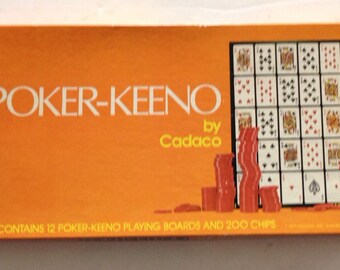 POKER-KEENO
by
Cadaco
CONTAINS 12 POKER-KEENO PLAYING BOARDS AND 200 CHIPS